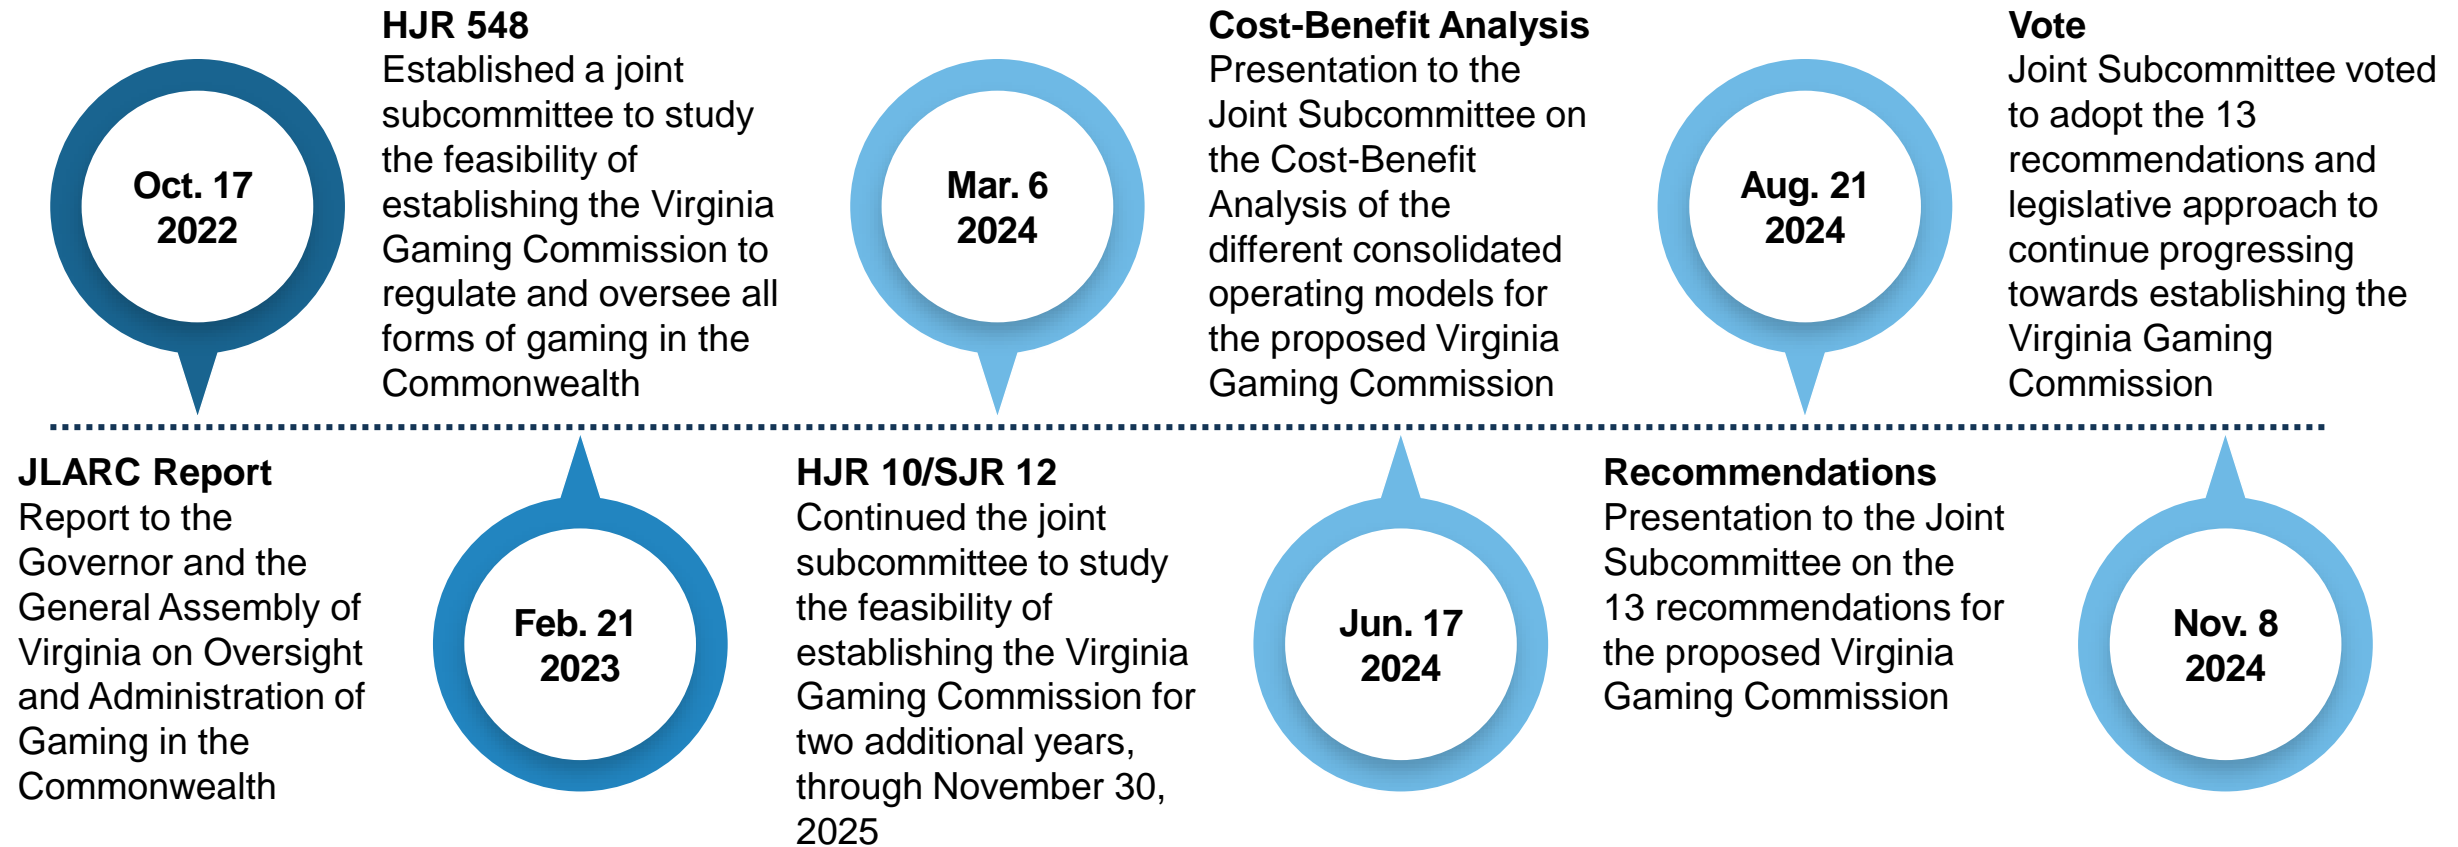 Oct. 17
2022
JLARC Report
Report to the
Governor and the
General Assembly of
Virginia on Oversight
and Administration of
Gaming in the
Commonwealth
HJR 548
Established a joint
subcommittee to study
the feasibility of
establishing the Virginia
Gaming Commission to
regulate and oversee all
forms of gaming in the
Commonwealth
Feb. 21
2023
Mar. 6
2024
HJR 10/SJR 12
Continued the joint
subcommittee to study
the feasibility of
establishing the Virginia
Gaming Commission for
two additional years,
through November 30,
2025
Cost-Benefit Analysis
Presentation to the
Joint Subcommittee on
the Cost-Benefit
Analysis of the
different consolidated
operating models for
the proposed Virginia
Gaming Commission
Jun. 17
2024
Aug. 21
2024
Recommendations
Presentation to the Joint
Subcommittee on the
13 recommendations for
the proposed Virginia
Gaming Commission
Vote
Joint Subcommittee voted
to adopt the 13
recommendations and
legislative approach to
continue progressing
towards establishing the
Virginia Gaming
Commission
Nov. 8
2024